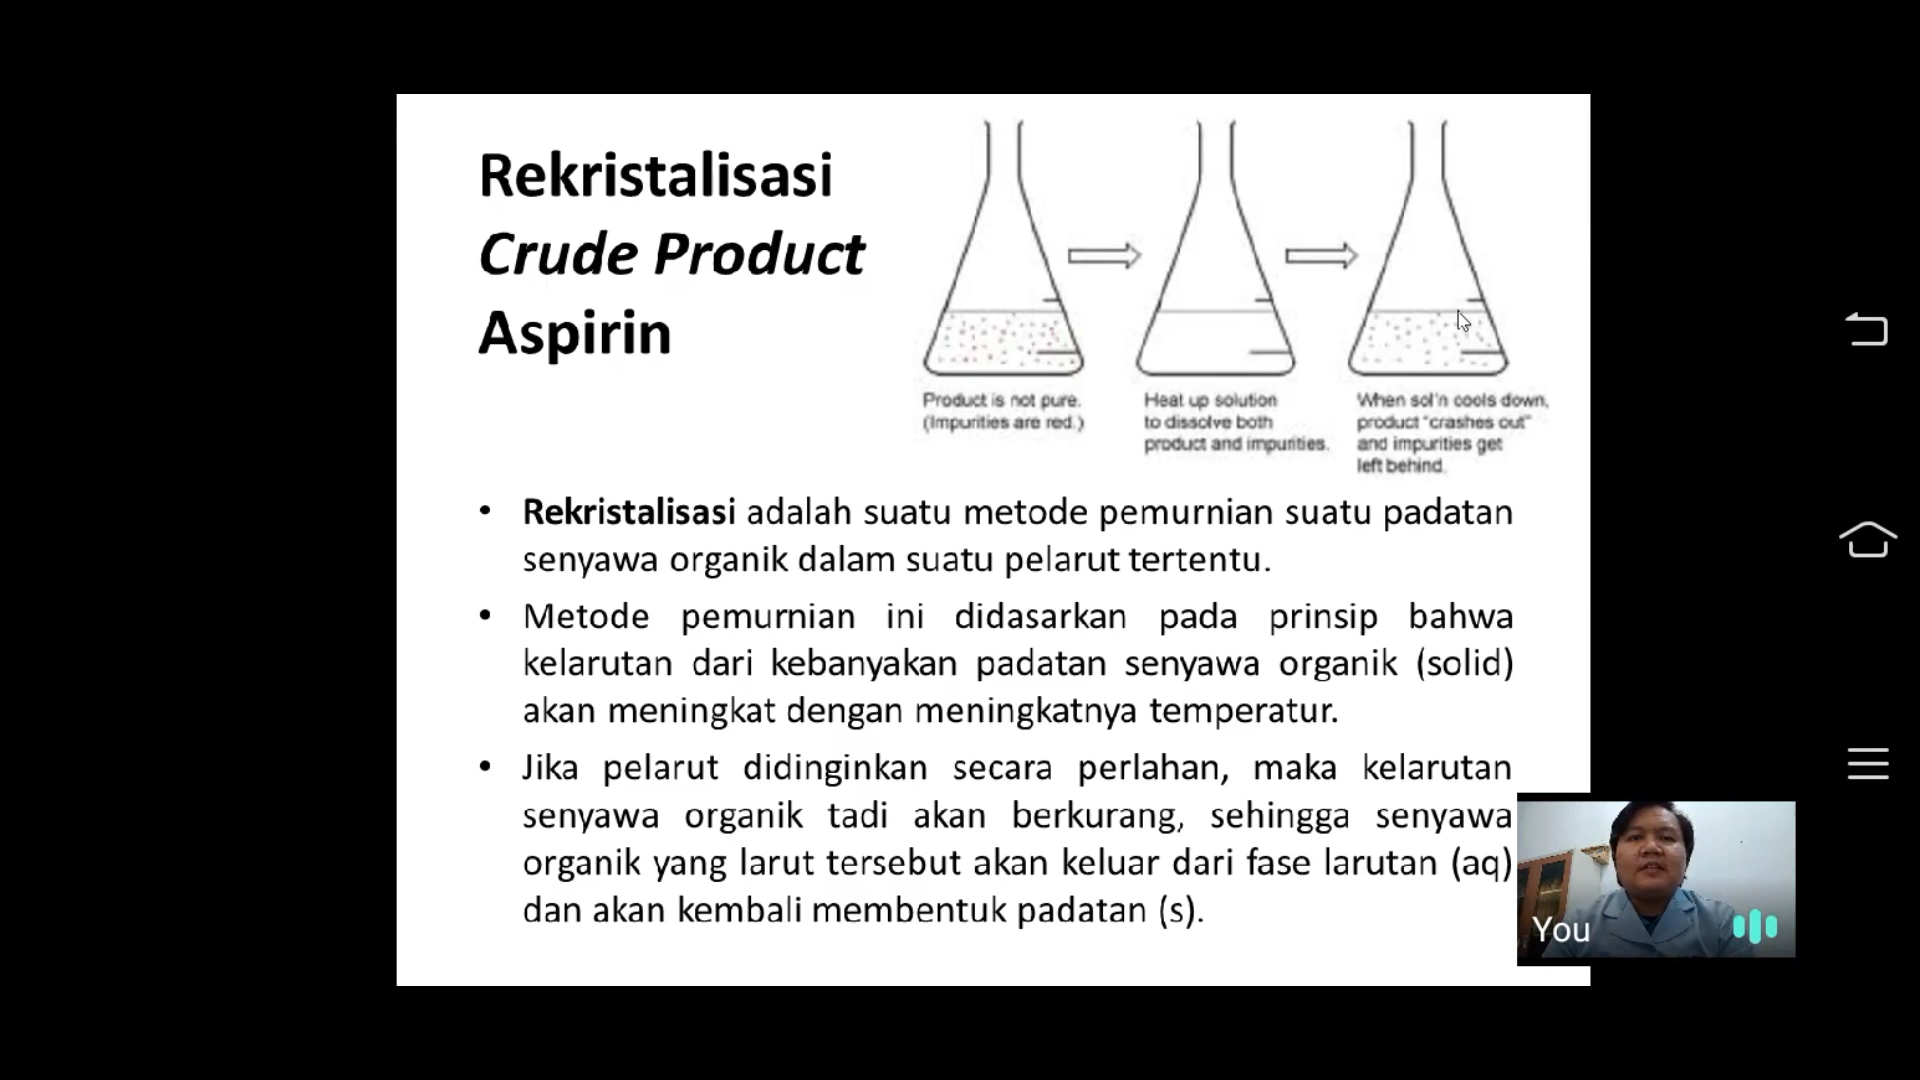 Rekristalisasi
Crude Product
Aspirin
Product is not pure.
(Impurities are red.)
Heat up solution
to dissolve both
product and impurities.
When sol'n cools down,
product "crashes out"
and impurities get
left behind.
• Rekristalisasi adalah suatu metode pemurnian suatu padatan
senyawa organik dalam suatu pelarut tertentu.
• Metode pemurnian ini didasarkan pada prinsip bahwa
kelarutan dari kebanyakan padatan senyawa organik (solid)
akan meningkat dengan meningkatnya temperatur.
• Jika pelarut didinginkan secara perlahan, maka kelarutan
senyawa organik tadi akan berkurang, sehingga senyawa
organik yang larut tersebut akan keluar dari fase larutan (aq)
dan akan kembali membentuk padatan (s).
You